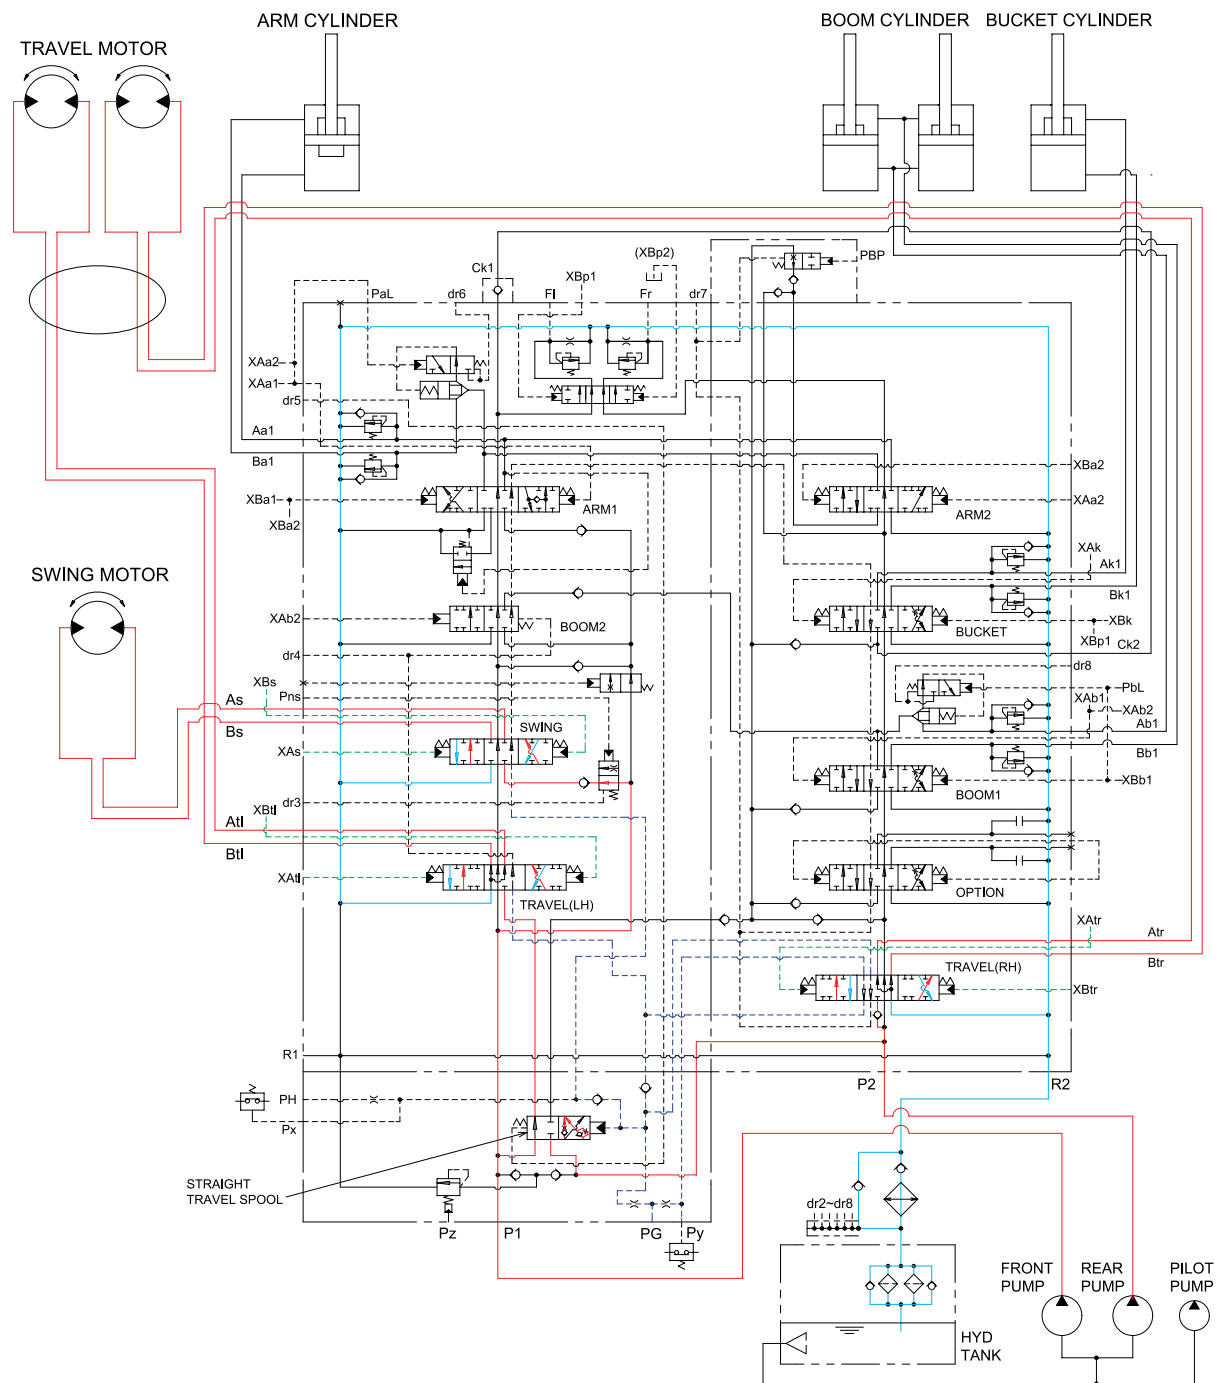 ARM CYLINDER
BOOM CYLINDER
BUCKET CYLINDER
TRAVEL MOTOR
(XBp2)
PBP
Ck1
XBp1
PaL
dr6
Fl
Fr
dr7
XAa2
XAa1
dr5
Aa1
Ba1
XBa2
XBa1
XAa2
XBa2
ARM1
ARM2
XAk
Ak1
SWING MOTOR
Bk1
XAb2
BOOM2
BUCKET
XBk
XBp1
Ck2
dr4
dr8
XBs
Pns
PbL
As
XAb1
XAb2
Bs
SWING
Ab1
XAs
Bb1
XBb1
dr3
BOOM1
XBtl
Atl
Btl
XAtl
OPTION
TRAVEL(LH)
XAtr
Atr
Btr
TRAVEL(RH)
XBtr
R1
P2
R2
PH
Px
STRAIGHT
TRAVEL SPOOL
dr2~dr8
Pz
P1
PG
Py
FRONT
PUMP
REAR
PUMP
PILOT
PUMP
HYD
TANK